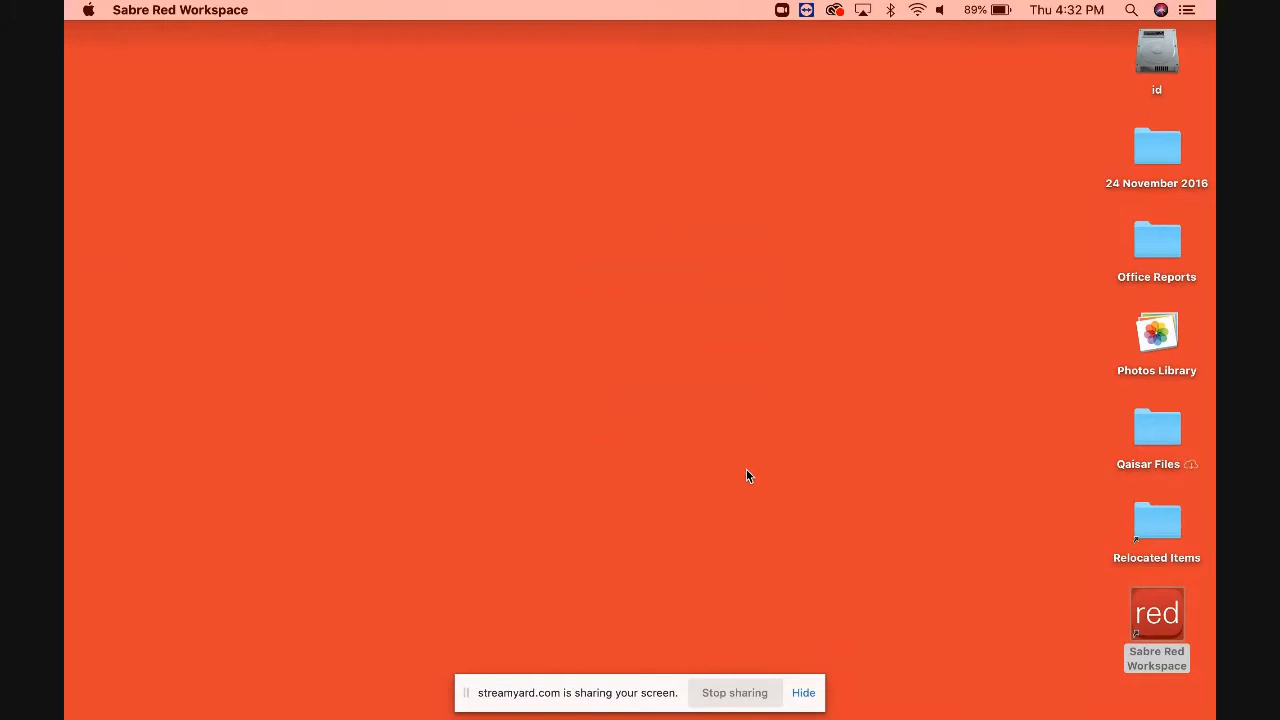 Sabre Red Workspace
89%
Thu 4:32 PM
id
24 November 2016
Office Reports
Photos Library
Qaisar Files
Relocated Items
red
Sabre Red
Workspace
streamyard.com is sharing your screen.
Stop sharing
Hide